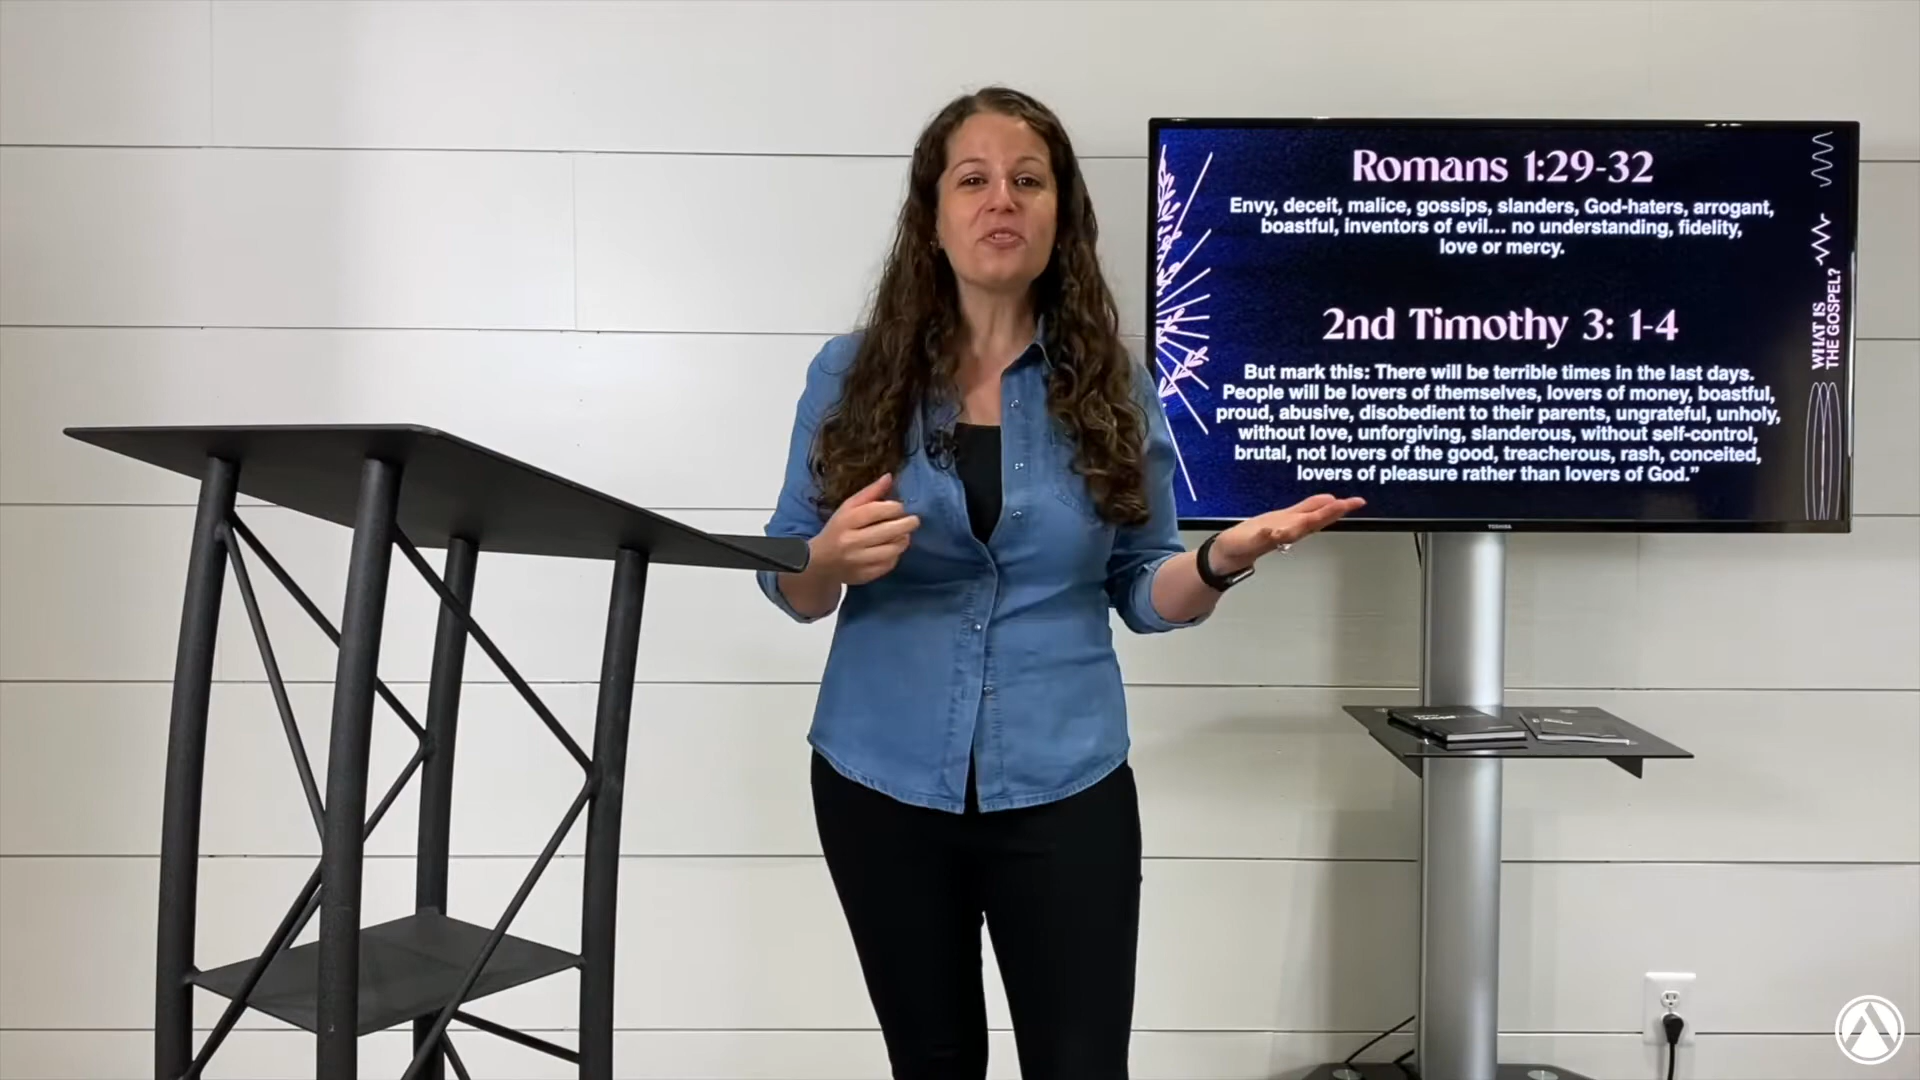 Romans 1:29-32
Envy, deceit, malice, gossips, slanders, God-haters, arrogant,
boastful, inventors of evil... no understanding, fidelity,
love or mercy.
2nd Timothy 3: 1-4
But mark this: There will be terrible times in the last days.
People will be lovers of themselves, lovers of money, boastful,
proud, abusive, disobedient to their parents, ungrateful, unholy,
without love, unforgiving, slanderous, without self-control,
brutal, not lovers of the good, treacherous, rash, conceited,
lovers of pleasure rather than lovers of God.”
WHAT IS
THE GOSPEL?
TOSHIBA